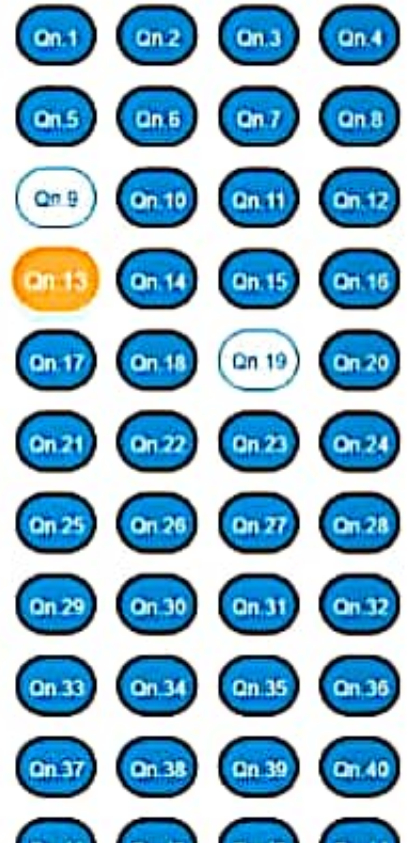 Qn.1 Qn.2 Qn.3 Qn.4
Qn.5 Qn.6 Qn.7 Qn.8
Qn.9 Qn.10 Qn.11 Qn.12
Qn.13 Qn.14 Qn.15 Qn.16
Qn.17 Qn.18 Qn.19 Qn.20
Qn.21 Qn.22 Qn.23 Qn.24
Qn.25 Qn.26 Qn.27 Qn.28
Qn.29 Qn.30 Qn.31 Qn.32
Qn.33 Qn.34 Qn.35 Qn.36
Qn.37 Qn.38 Qn.39 Qn.40